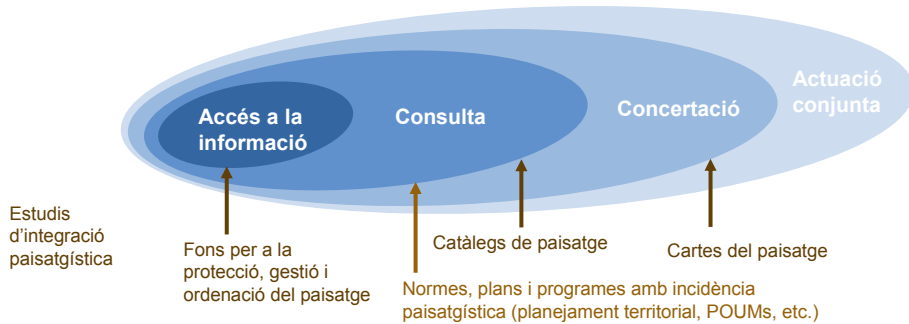 Accés a la
informació
Consulta
Concertació
Actuació
conjunta
Estudis
d'integració
paisatgística
Fons per a la
protecció, gestió i
ordenació del paisatge
Catàlegs de paisatge
Cartes del paisatge
Normes, plans i programes amb incidència
paisatgística (planejament territorial, POUMs, etc.)